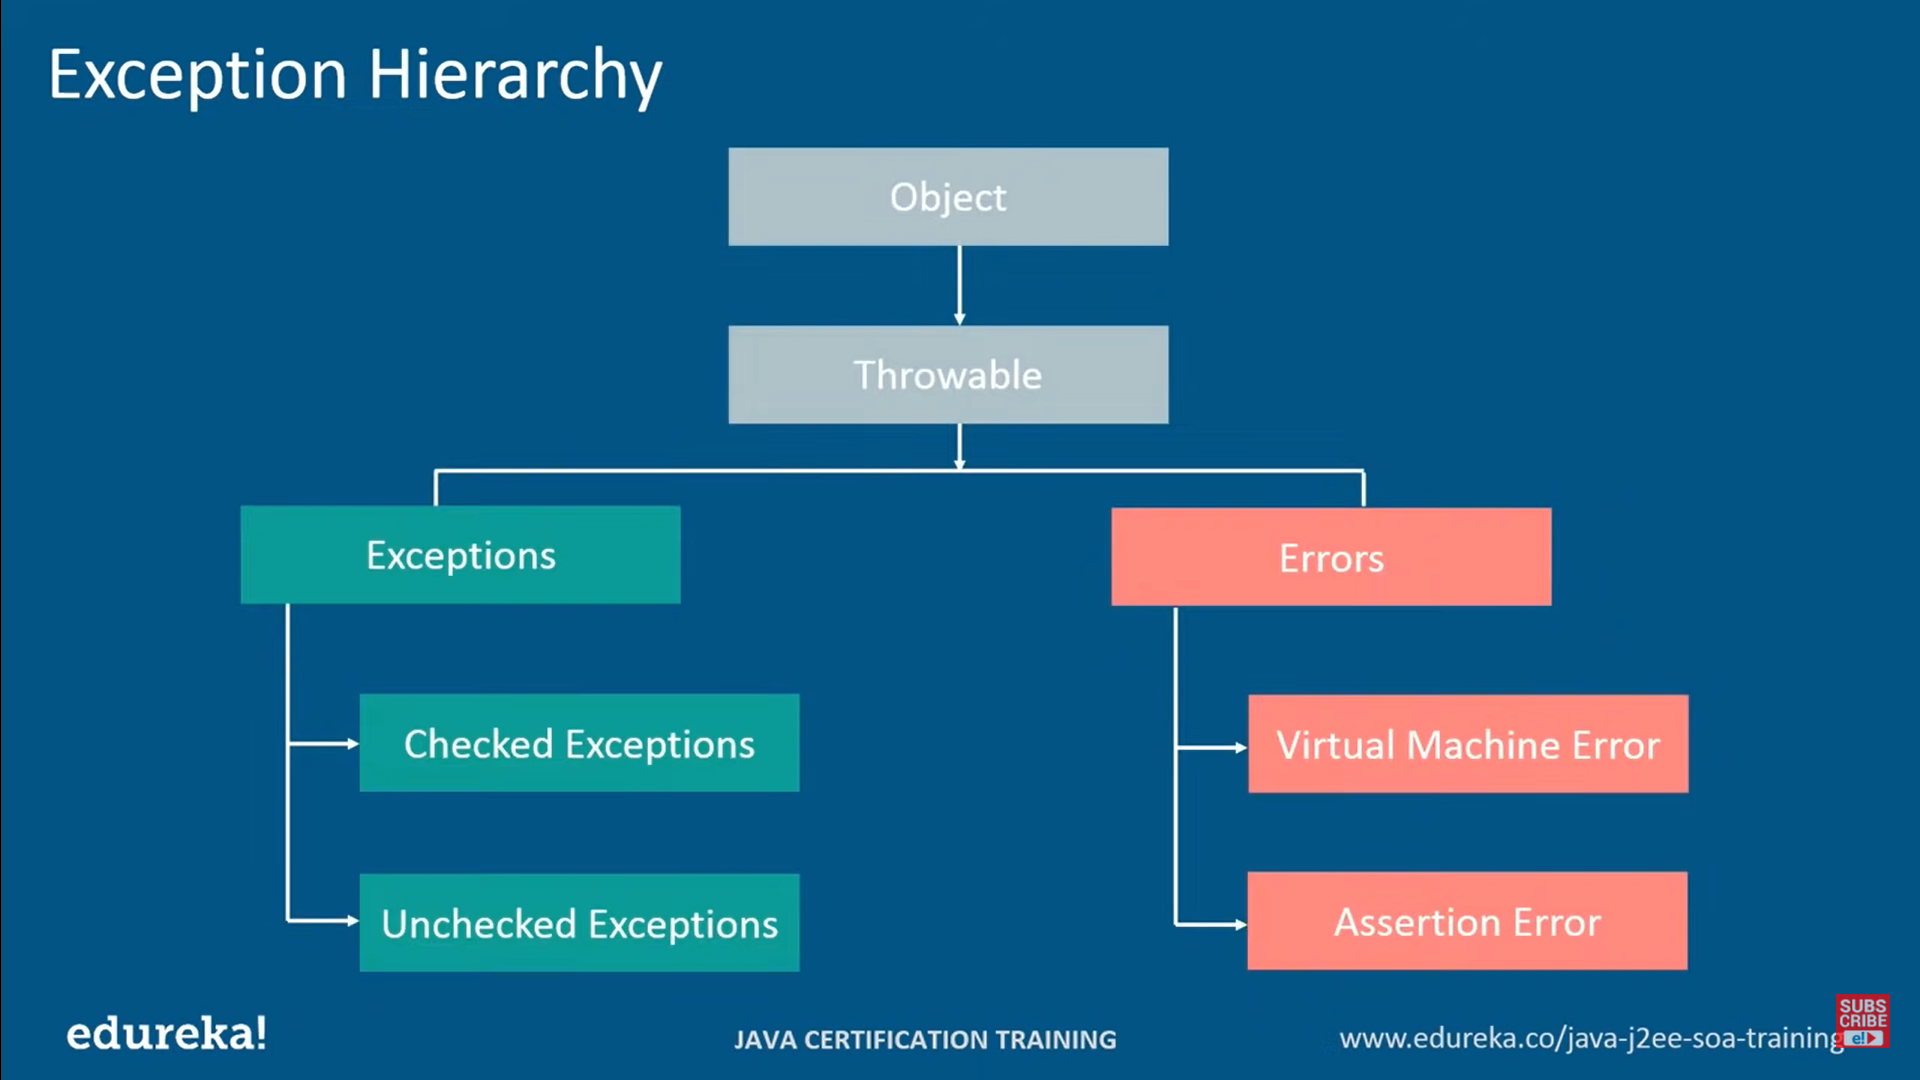 Exception Hierarchy
Object
Throwable
Exceptions
Errors
Checked Exceptions
Virtual Machine Error
Unchecked Exceptions
Assertion Error
edureka!
JAVA CERTIFICATION TRAINING
www.edureka.co/java-j2ee-soa-training
SUBS
CRIBE
e!